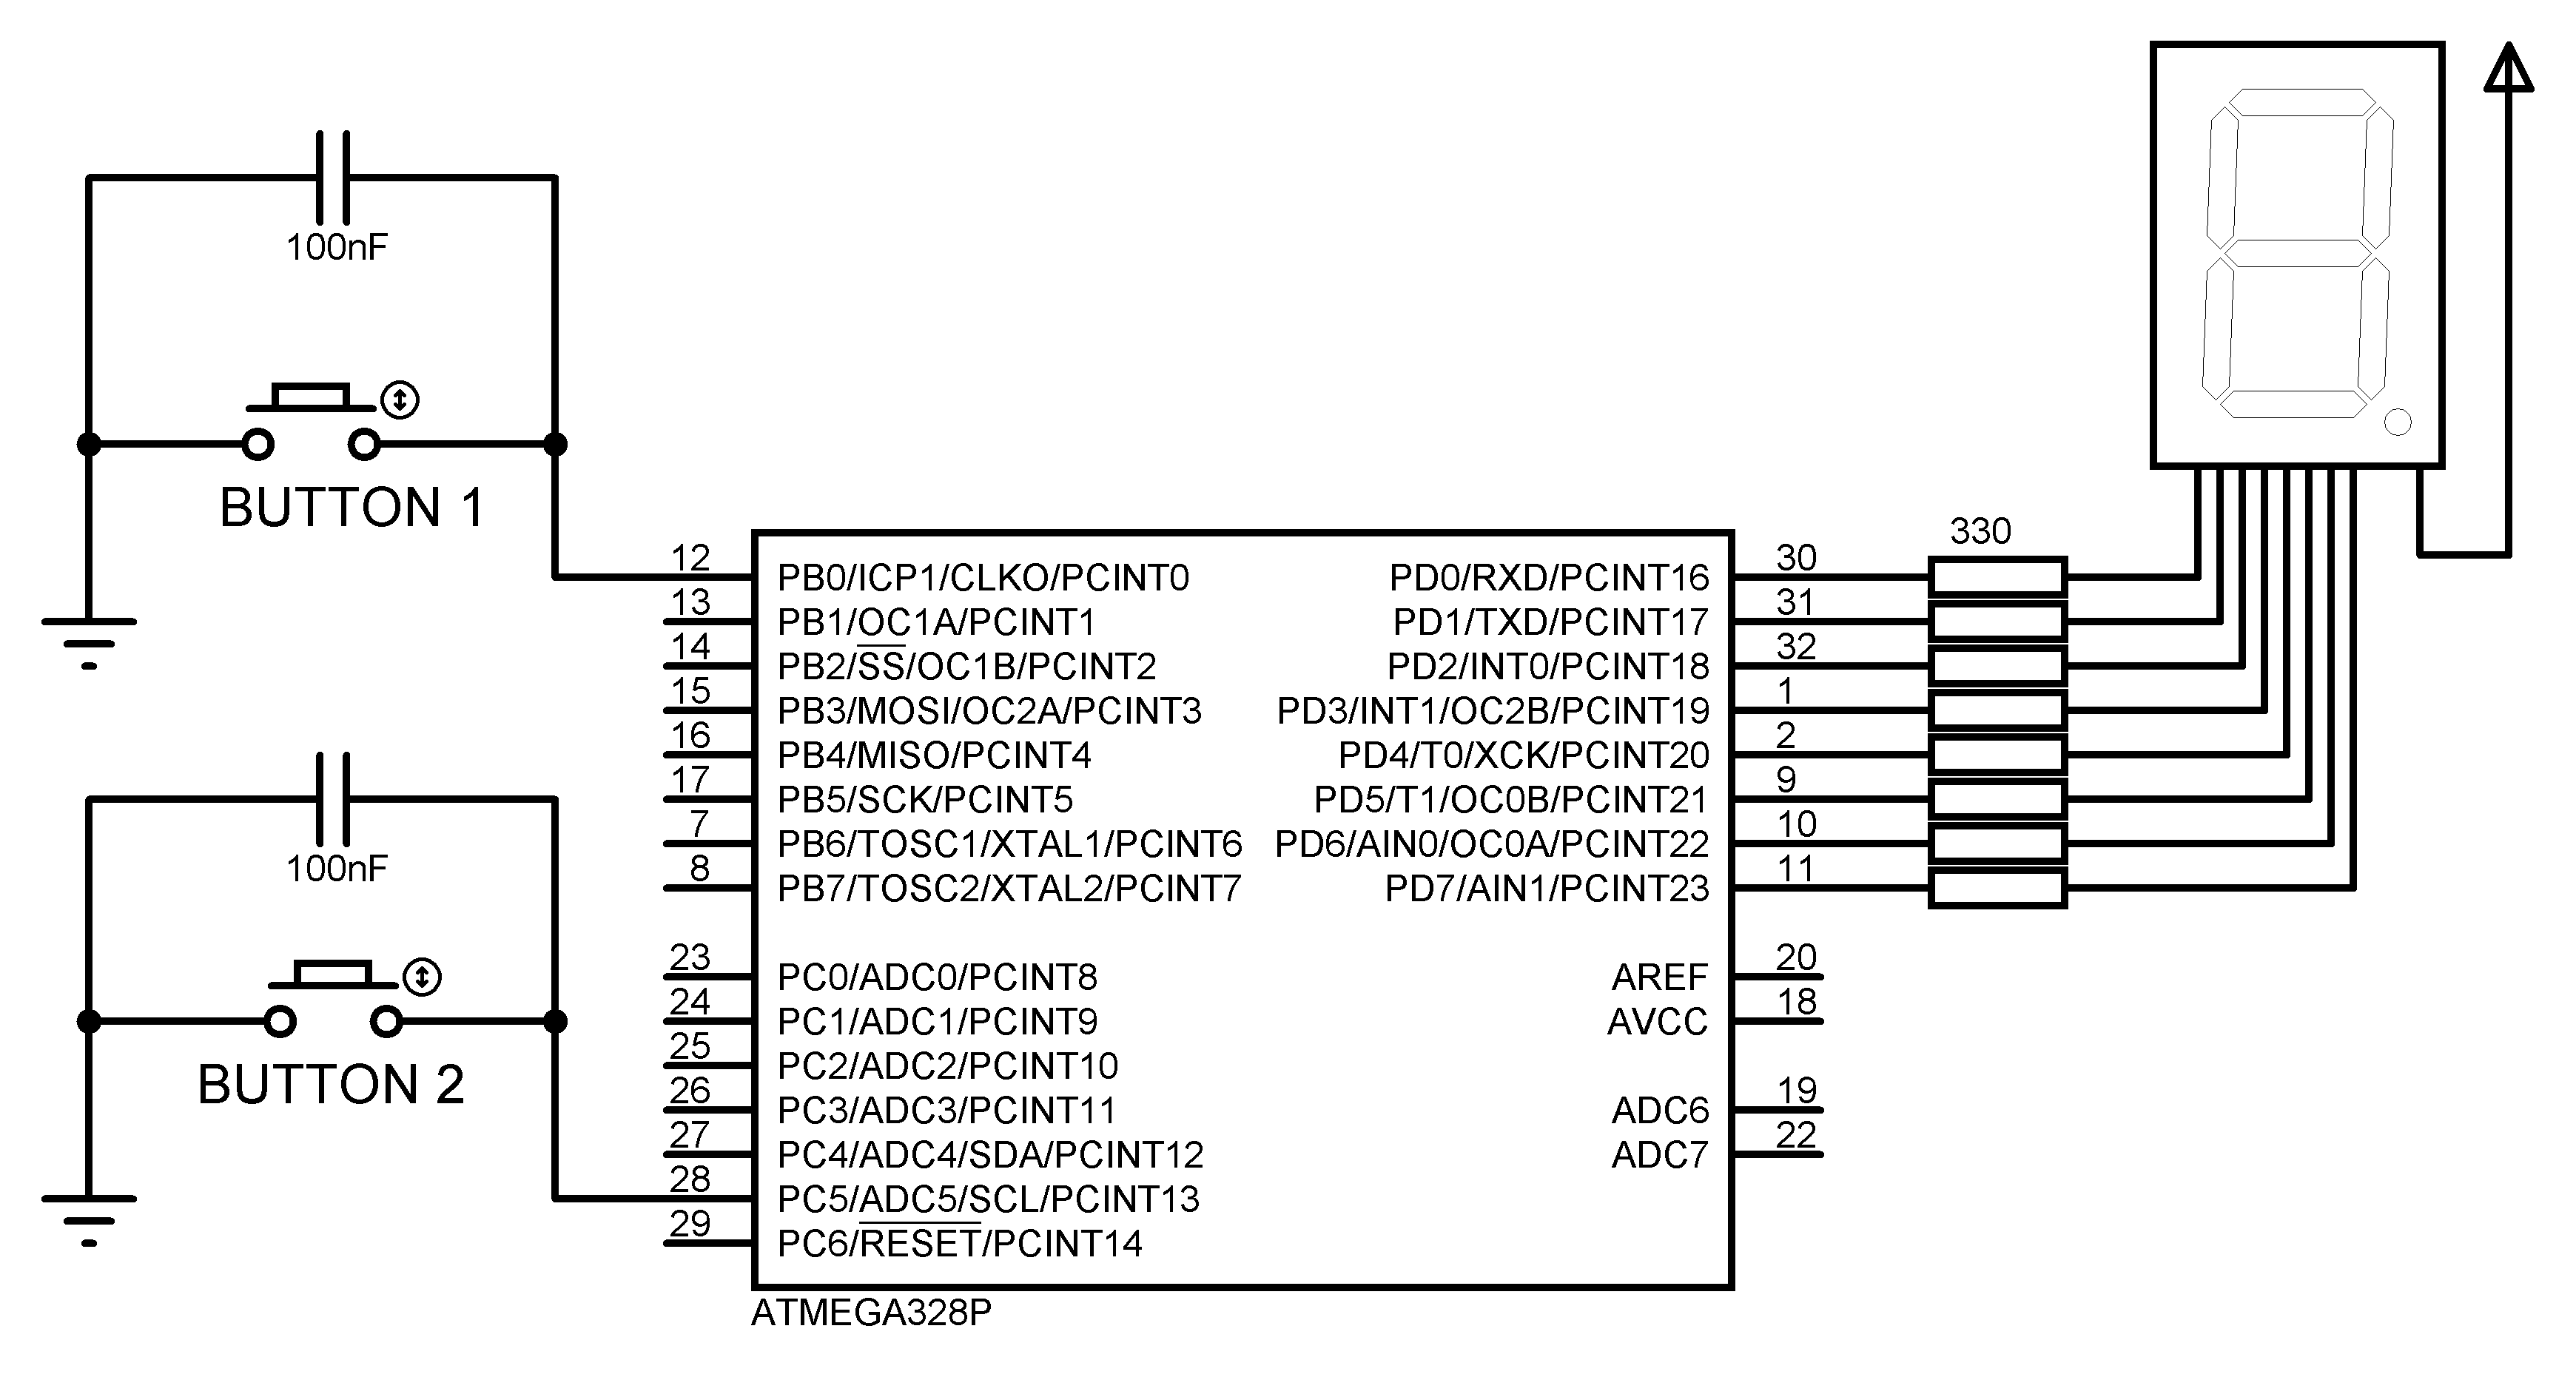 100nF
BUTTON 1
330
12 PB0/ICP1/CLKO/PCINT0 PD0/RXD/PCINT16 30
13 PB1/OC1A/PCINT1 PD1/TXD/PCINT17 31
14 PB2/SS/OC1B/PCINT2 PD2/INT0/PCINT18 32
15 PB3/MOSI/OC2A/PCINT3 PD3/INT1/OC2B/PCINT19 1
16 PB4/MISO/PCINT4 PD4/T0/XCK/PCINT20 2
17 PB5/SCK/PCINT5 PD5/T1/OC0B/PCINT21 9
7 PB6/TOSC1/XTAL1/PCINT6 PD6/AIN0/OC0A/PCINT22 10
8 PB7/TOSC2/XTAL2/PCINT7 PD7/AIN1/PCINT23 11
100nF
BUTTON 2
23 PC0/ADC0/PCINT8 AREF 20
24 PC1/ADC1/PCINT9 AVCC 18
25 PC2/ADC2/PCINT10
26 PC3/ADC3/PCINT11 ADC6 19
27 PC4/ADC4/SDA/PCINT12 ADC7 22
28 PC5/ADC5/SCL/PCINT13
29 PC6/RESET/PCINT14
ATMEGA328P